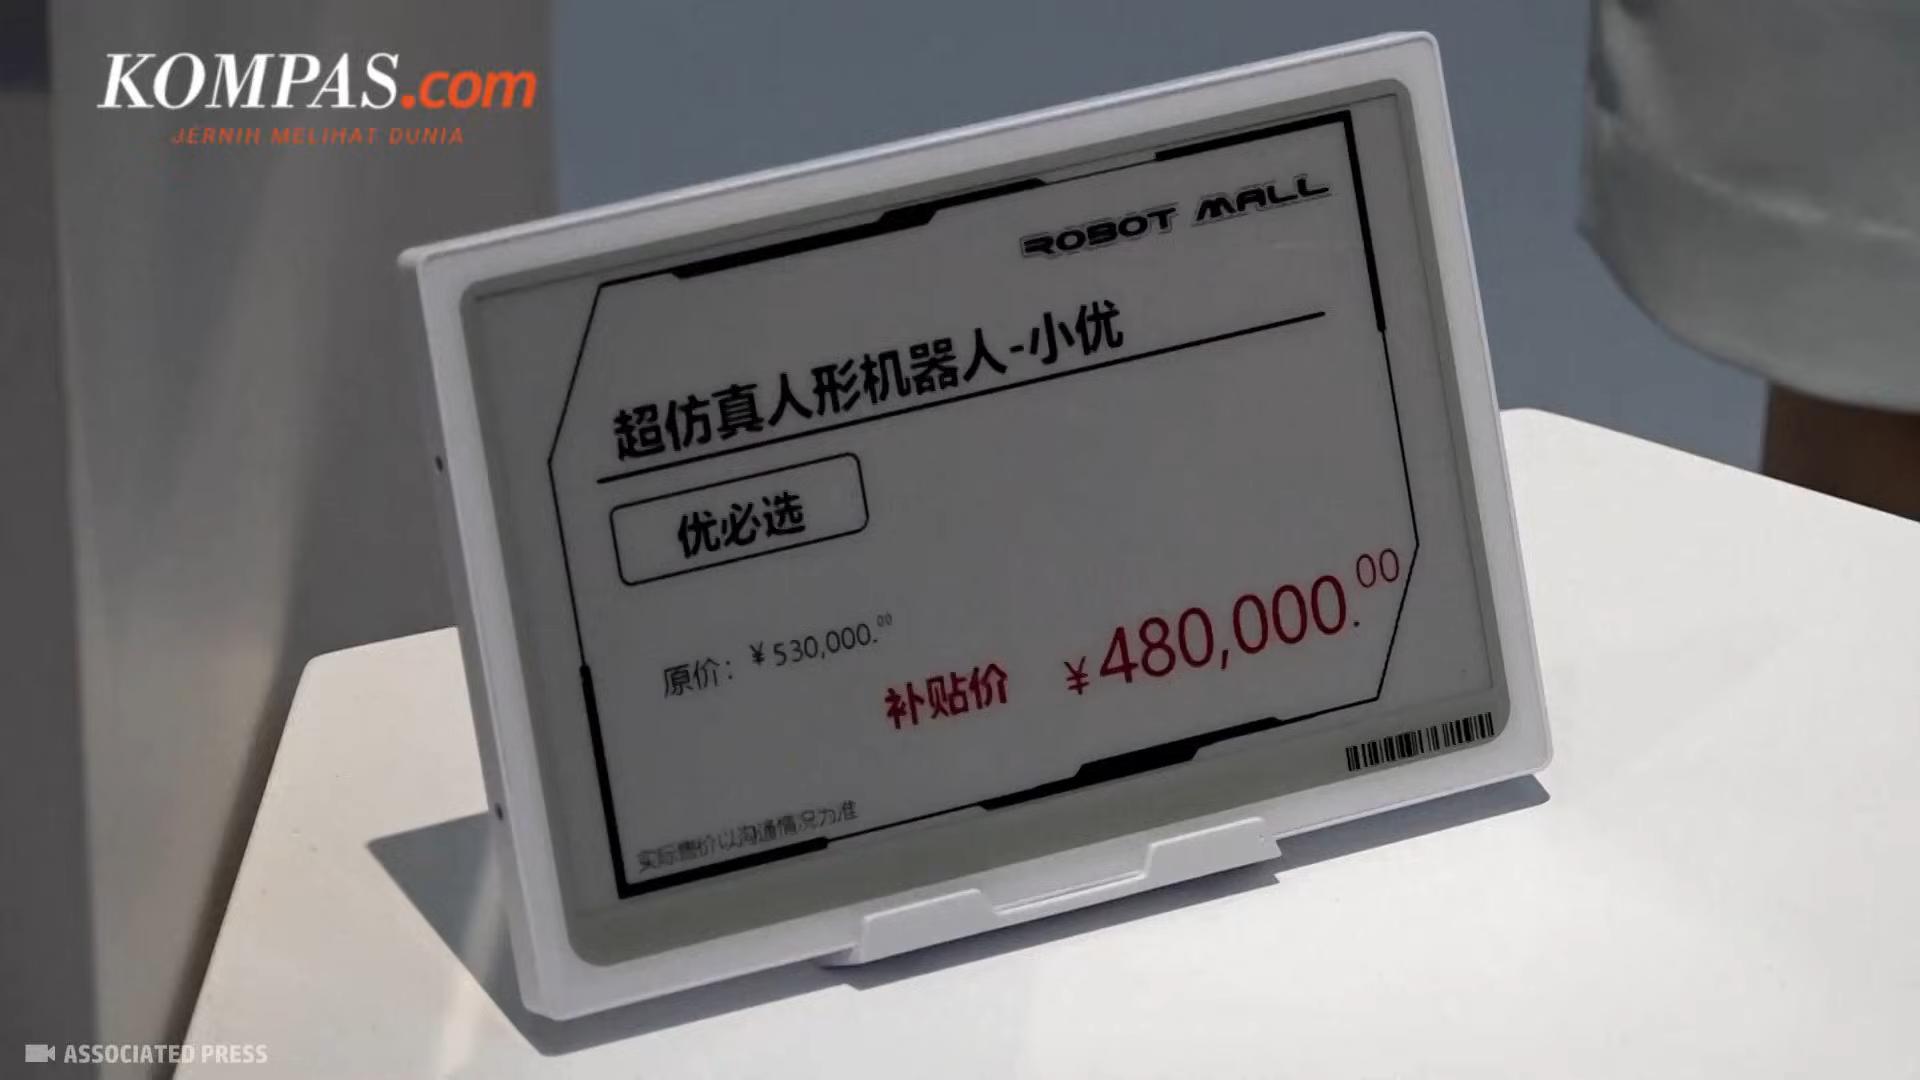 KOMPAS.com
JERNIH MELIHAT DUNIA
ROBOT MALL
超仿真人形机器人-小优
优必选
原价：¥530,000.00
补贴价 ¥480,000.00
实际售价以沟通情况为准
ASSOCIATED PRESS